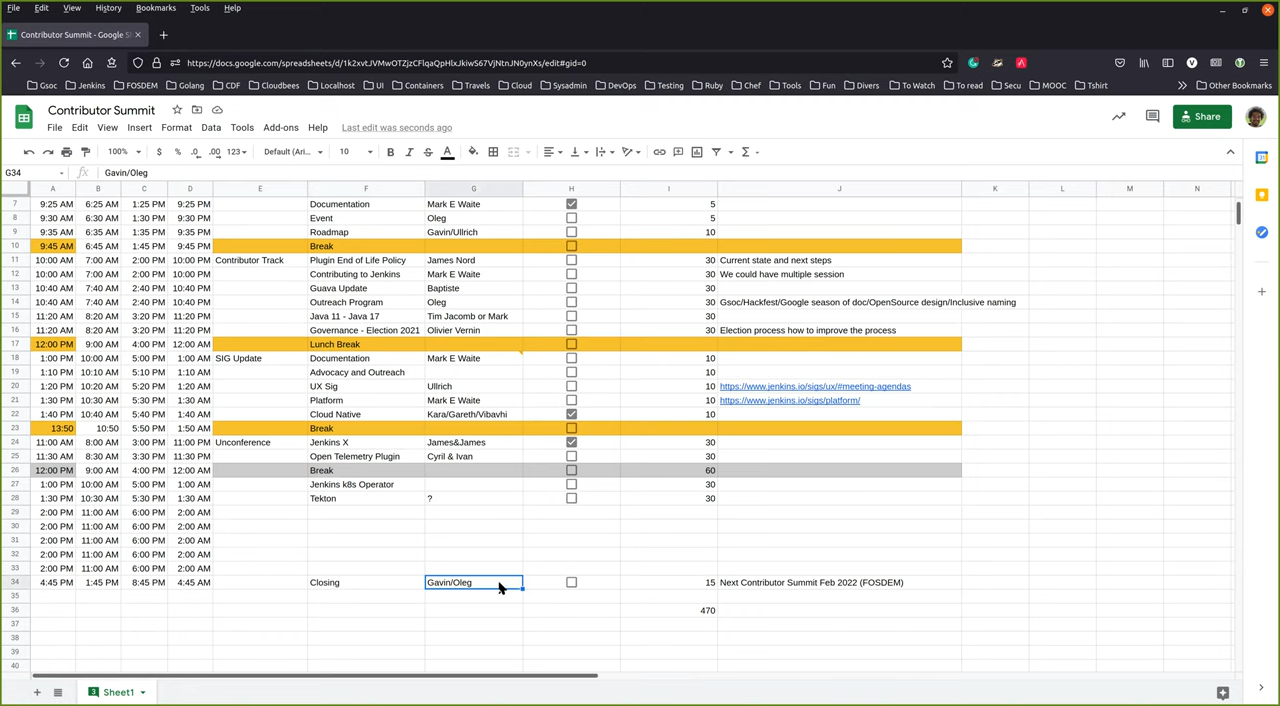 File Edit View History Bookmarks Tools Help
Contributor Summit - Google S
https://docs.google.com/spreadsheets/d/1k2xvtJVMwOTZjzCFlqaQpHlxJkiwS67VjNtnJN0ynXs/edit#gid=0
Gsoc Jenkins FOSDEM Golang CDF Cloudbees Localhost UI Containers Travels Cloud Sysadmin DevOps Testing Ruby Chef Tools Fun Divers To Watch To read Secu MOOC Tshirt Other Bookmarks
Contributor Summit
File Edit View Insert Format Data Tools Add-ons Help Last edit was seconds ago
Share
100% $ % .0 .00 123 Default (Ari... 10 B I S A Σ
G34 fx Gavin/Oleg
A B C D E F G H I J K L M N
7 9:25 AM 6:25 AM 1:25 PM 9:25 PM Documentation Mark E Waite 5
8 9:30 AM 6:30 AM 1:30 PM 9:30 PM Event Oleg 5
9 9:35 AM 6:35 AM 1:35 PM 9:35 PM Roadmap Gavin/Ullrich 10
10 9:45 AM 6:45 AM 1:45 PM 9:45 PM Break
11 10:00 AM 7:00 AM 2:00 PM 10:00 PM Contributor Track Plugin End of Life Policy James Nord 30 Current state and next steps
12 10:00 AM 7:00 AM 2:00 PM 10:00 PM Contributing to Jenkins Mark E Waite 30 We could have multiple session
13 10:40 AM 7:40 AM 2:40 PM 10:40 PM Guava Update Baptiste 30
14 10:40 AM 7:40 AM 2:40 PM 10:40 PM Outreach Program Oleg 30 Gsoc/Hackfest/Google season of doc/OpenSource design/Inclusive naming
15 11:20 AM 8:20 AM 3:20 PM 11:20 PM Java 11 - Java 17 Tim Jacomb or Mark 30
16 11:20 AM 8:20 AM 3:20 PM 11:20 PM Governance - Election 2021 Olivier Vernin 30 Election process how to improve the process
17 12:00 PM 9:00 AM 4:00 PM 12:00 AM Lunch Break
18 1:00 PM 10:00 AM 5:00 PM 1:00 AM SIG Update Documentation Mark E Waite 10
19 1:10 PM 10:10 AM 5:10 PM 1:10 AM Advocacy and Outreach 10
20 1:20 PM 10:20 AM 5:20 PM 1:20 AM UX Sig Ullrich 10 https://www.jenkins.io/sigs/ux/#meeting-agendas
21 1:30 PM 10:30 AM 5:30 PM 1:30 AM Platform Mark E Waite 10 https://www.jenkins.io/sigs/platform/
22 1:40 PM 10:40 AM 5:40 PM 1:40 AM Cloud Native Kara/Gareth/Vibavhi 10
23 13:50 10:50 5:50 PM 1:50 AM Break
24 11:00 AM 8:00 AM 3:00 PM 11:00 PM Unconference Jenkins X James&James 30
25 11:30 AM 8:30 AM 3:30 PM 11:30 PM Open Telemetry Plugin Cyril & Ivan 30
26 12:00 PM 9:00 AM 4:00 PM 12:00 AM Break 60
27 1:00 PM 10:00 AM 5:00 PM 1:00 AM Jenkins k8s Operator 30
28 1:30 PM 10:30 AM 5:30 PM 1:30 AM Tekton ? 30
29 2:00 PM 11:00 AM 6:00 PM 2:00 AM
30 2:00 PM 11:00 AM 6:00 PM 2:00 AM
31 2:00 PM 11:00 AM 6:00 PM 2:00 AM
32 2:00 PM 11:00 AM 6:00 PM 2:00 AM
33 2:00 PM 11:00 AM 6:00 PM 2:00 AM
34 4:45 PM 1:45 PM 8:45 PM 4:45 AM Closing Gavin/Oleg 15 Next Contributor Summit Feb 2022 (FOSDEM)
35
36 470
37
38
39
40
3 Sheet1